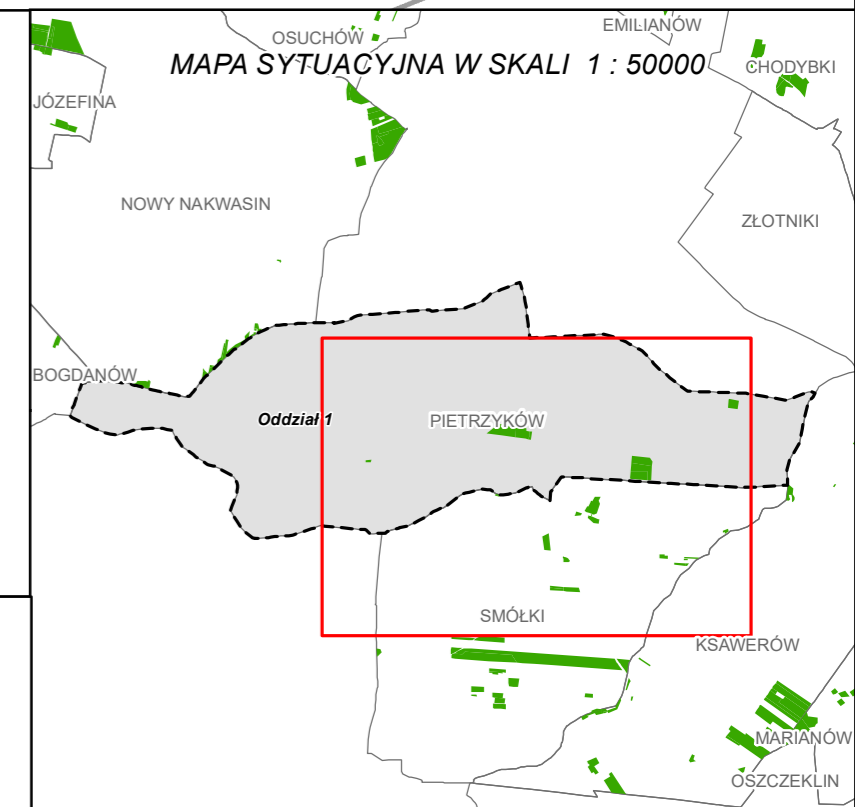 OSUCHÓW
EMILIANÓW
MAPA SYTUACYJNA W SKALI 1 : 50000
CHODYBKI
JÓZEFINA
NOWY NAKWASIN
ZŁOTNIKI
BOGDANÓW
Oddział 1
PIETRZYKÓW
SMÓŁKI
KSAWERÓW
MARIANÓW
OSZCZEKLIN